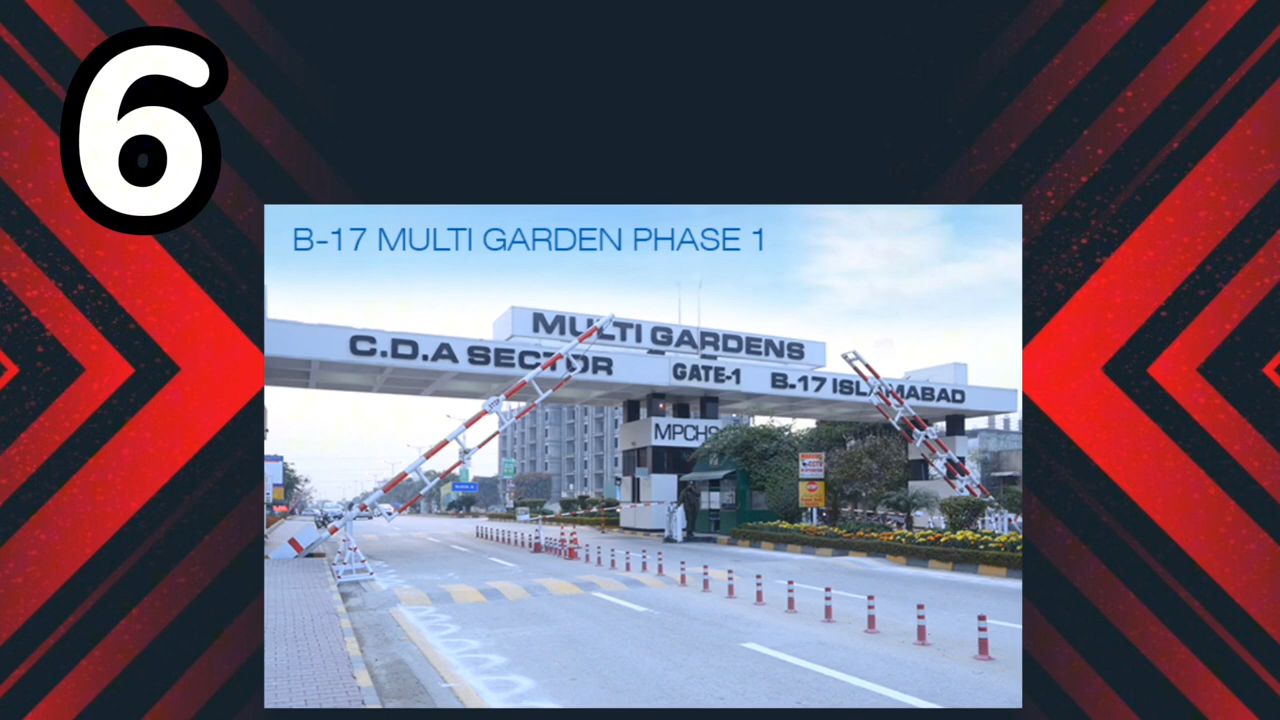 6
B-17 MULTI GARDEN PHASE 1
MULTI GARDENS
C.D.A SECTOR GATE-1 B-17 ISLAMABAD
MPCHS